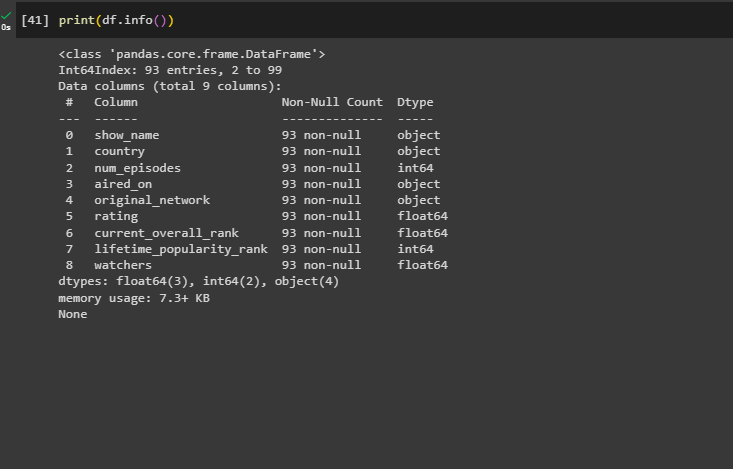 [41] print(df.info())
0s
<class 'pandas.core.frame.DataFrame'>
Int64Index: 93 entries, 2 to 99
Data columns (total 9 columns):
 #   Column                    Non-Null Count  Dtype
---  ------                    --------------  -----
 0   show_name                 93 non-null     object
 1   country                   93 non-null     object
 2   num_episodes              93 non-null     int64
 3   aired_on                  93 non-null     object
 4   original_network          93 non-null     object
 5   rating                    93 non-null     float64
 6   current_overall_rank      93 non-null     float64
 7   lifetime_popularity_rank  93 non-null     int64
 8   watchers                  93 non-null     float64
dtypes: float64(3), int64(2), object(4)
memory usage: 7.3+ KB
None